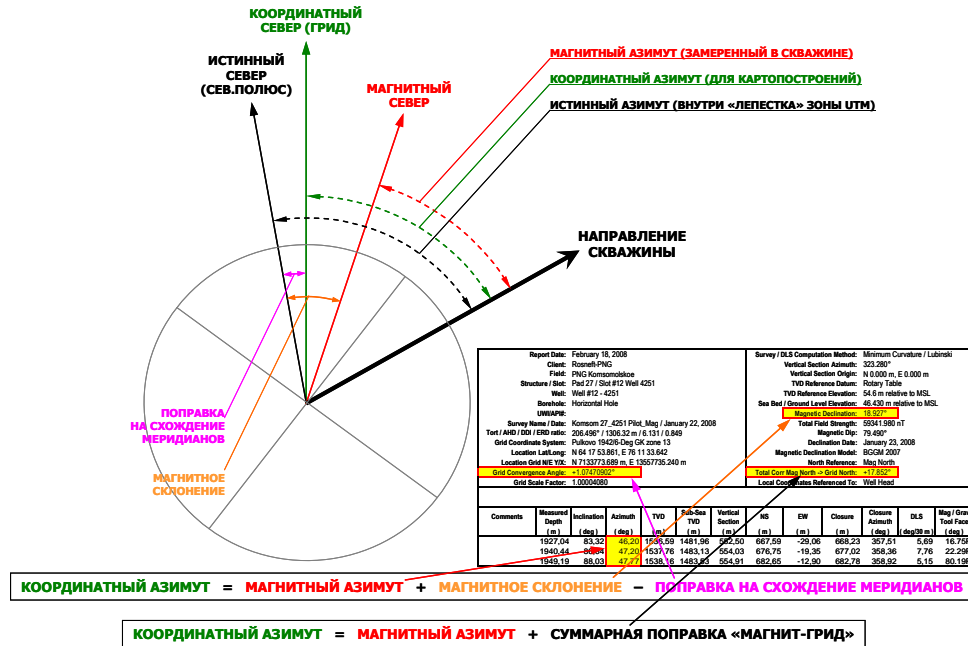 КООРДИНАТНЫЙ
СЕВЕР (ГРИД)
ИСТИННЫЙ
СЕВЕР
(СЕВ.ПОЛЮС)
МАГНИТНЫЙ
СЕВЕР
МАГНИТНЫЙ АЗИМУТ (ЗАМЕРЕННЫЙ В СКВАЖИНЕ)
КООРДИНАТНЫЙ АЗИМУТ (ДЛЯ КАРТОПОСТРОЕНИЙ)
ИСТИННЫЙ АЗИМУТ (ВНУТРИ «ЛЕПЕСТКА» ЗОНЫ UTM)
НАПРАВЛЕНИЕ
СКВАЖИНЫ
ПОПРАВКА
НА СХОЖДЕНИЕ
МЕРИДИАНОВ
МАГНИТНОЕ
СКЛОНЕНИЕ
Report Date: February 18, 2008
Client: Rosneft-PNG
Field: PNG Komsomolskoe
Structure / Slot: Pad 27 / Slot #12 Well 4251
Well: Well #12 - 4251
Borehole: Horizontal Hole
UWI/API#:
Survey Name / Date: Komsom 27_4251 Pilot_Mag / January 22, 2008
Tort / AHD / DDI / ERD ratio: 206.496° / 1306.32 m / 6.131 / 0.849
Grid Coordinate System: Pulkovo 1942/6-Deg GK zone 13
Location Lat/Long: N 64 17 53.861, E 76 11 33.642
Location Grid N/E Y/X: N 7133773.689 m, E 13557735.240 m
Grid Convergence Angle: +1.07470902°
Grid Scale Factor: 1.00004080
Survey / DLS Computation Method: Minimum Curvature / Lubinski
Vertical Section Azimuth: 323.280°
Vertical Section Origin: N 0.000 m, E 0.000 m
TVD Reference Datum: Rotary Table
TVD Reference Elevation: 54.6 m relative to MSL
Sea Bed / Ground Level Elevation: 46.430 m relative to MSL
Magnetic Declination: 18.927°
Total Field Strength: 59341.980 nT
Magnetic Dip: 79.490°
Declination Date: January 23, 2008
Magnetic Declination Model: BGGM 2007
North Reference: Mag North
Total Corr Mag North -> Grid North: +17.852°
Local Coordinates Referenced To: Well Head
Comments Measured Depth Inclination Azimuth TVD Sub-Sea TVD Vertical Section NS EW Closure Closure Azimuth DLS Mag / Grav Tool Face
( m ) ( deg ) ( deg ) ( m ) ( m ) ( m ) ( m ) ( m ) ( m ) ( deg ) ( deg/30 m ) ( deg
1927,04 83,32 46,20 1481,96 667,59 -29,06 668,23 357,51 5,69 16.75
1940,44 47,20 1483,13 554,03 676,75 -19,35 677,02 358,36 7,76 22.29
1949,19 88,03 47,77 554,91 682,65 -12,90 682,78 358,92 5,15 80.19
КООРДИНАТНЫЙ АЗИМУТ = МАГНИТНЫЙ АЗИМУТ + МАГНИТНОЕ СКЛОНЕНИЕ − ПОПРАВКА НА СХОЖДЕНИЕ МЕРИДИАНОВ
КООРДИНАТНЫЙ АЗИМУТ = МАГНИТНЫЙ АЗИМУТ + СУММАРНАЯ ПОПРАВКА «МАГНИТ-ГРИД»